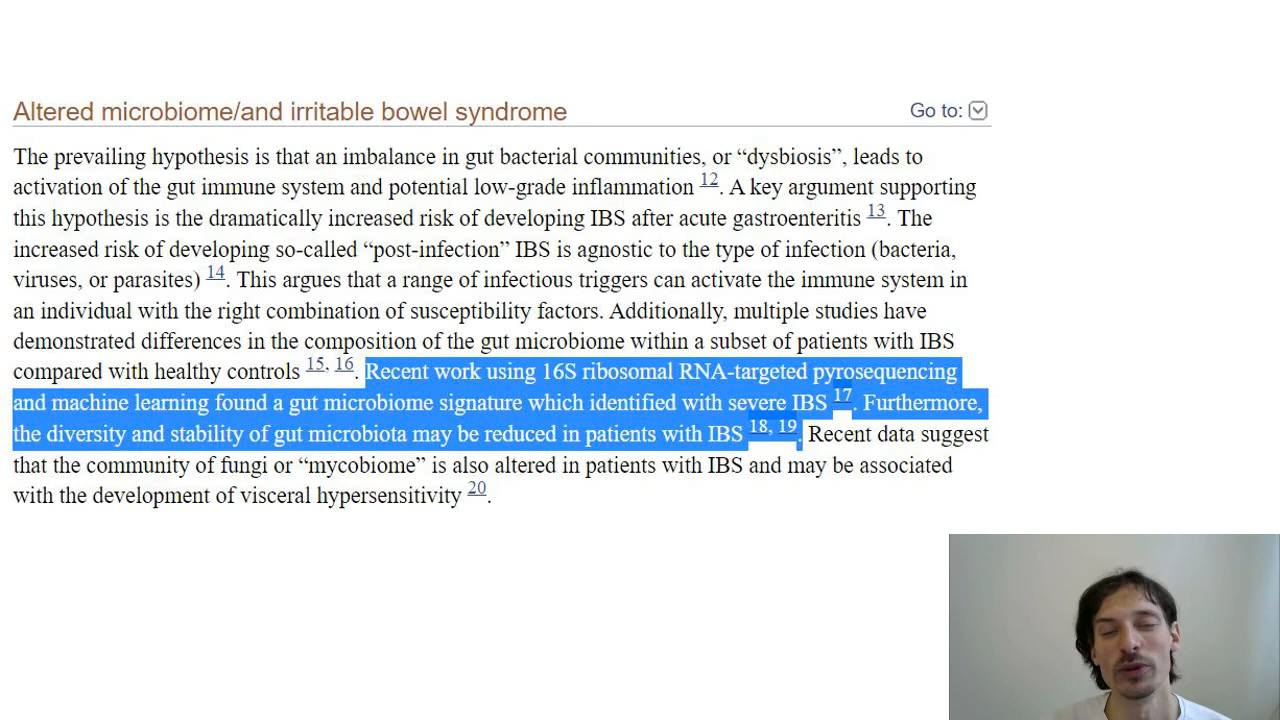 Altered microbiome/and irritable bowel syndrome Go to:
The prevailing hypothesis is that an imbalance in gut bacterial communities, or “dysbiosis”, leads to
activation of the gut immune system and potential low-grade inflammation 12. A key argument supporting
this hypothesis is the dramatically increased risk of developing IBS after acute gastroenteritis 13. The
increased risk of developing so-called “post-infection” IBS is agnostic to the type of infection (bacteria,
viruses, or parasites) 14. This argues that a range of infectious triggers can activate the immune system in
an individual with the right combination of susceptibility factors. Additionally, multiple studies have
demonstrated differences in the composition of the gut microbiome within a subset of patients with IBS
compared with healthy controls 15, 16. Recent work using 16S ribosomal RNA-targeted pyrosequencing
and machine learning found a gut microbiome signature which identified with severe IBS 17. Furthermore,
the diversity and stability of gut microbiota may be reduced in patients with IBS 18, 19. Recent data suggest
that the community of fungi or “mycobiome” is also altered in patients with IBS and may be associated
with the development of visceral hypersensitivity 20.